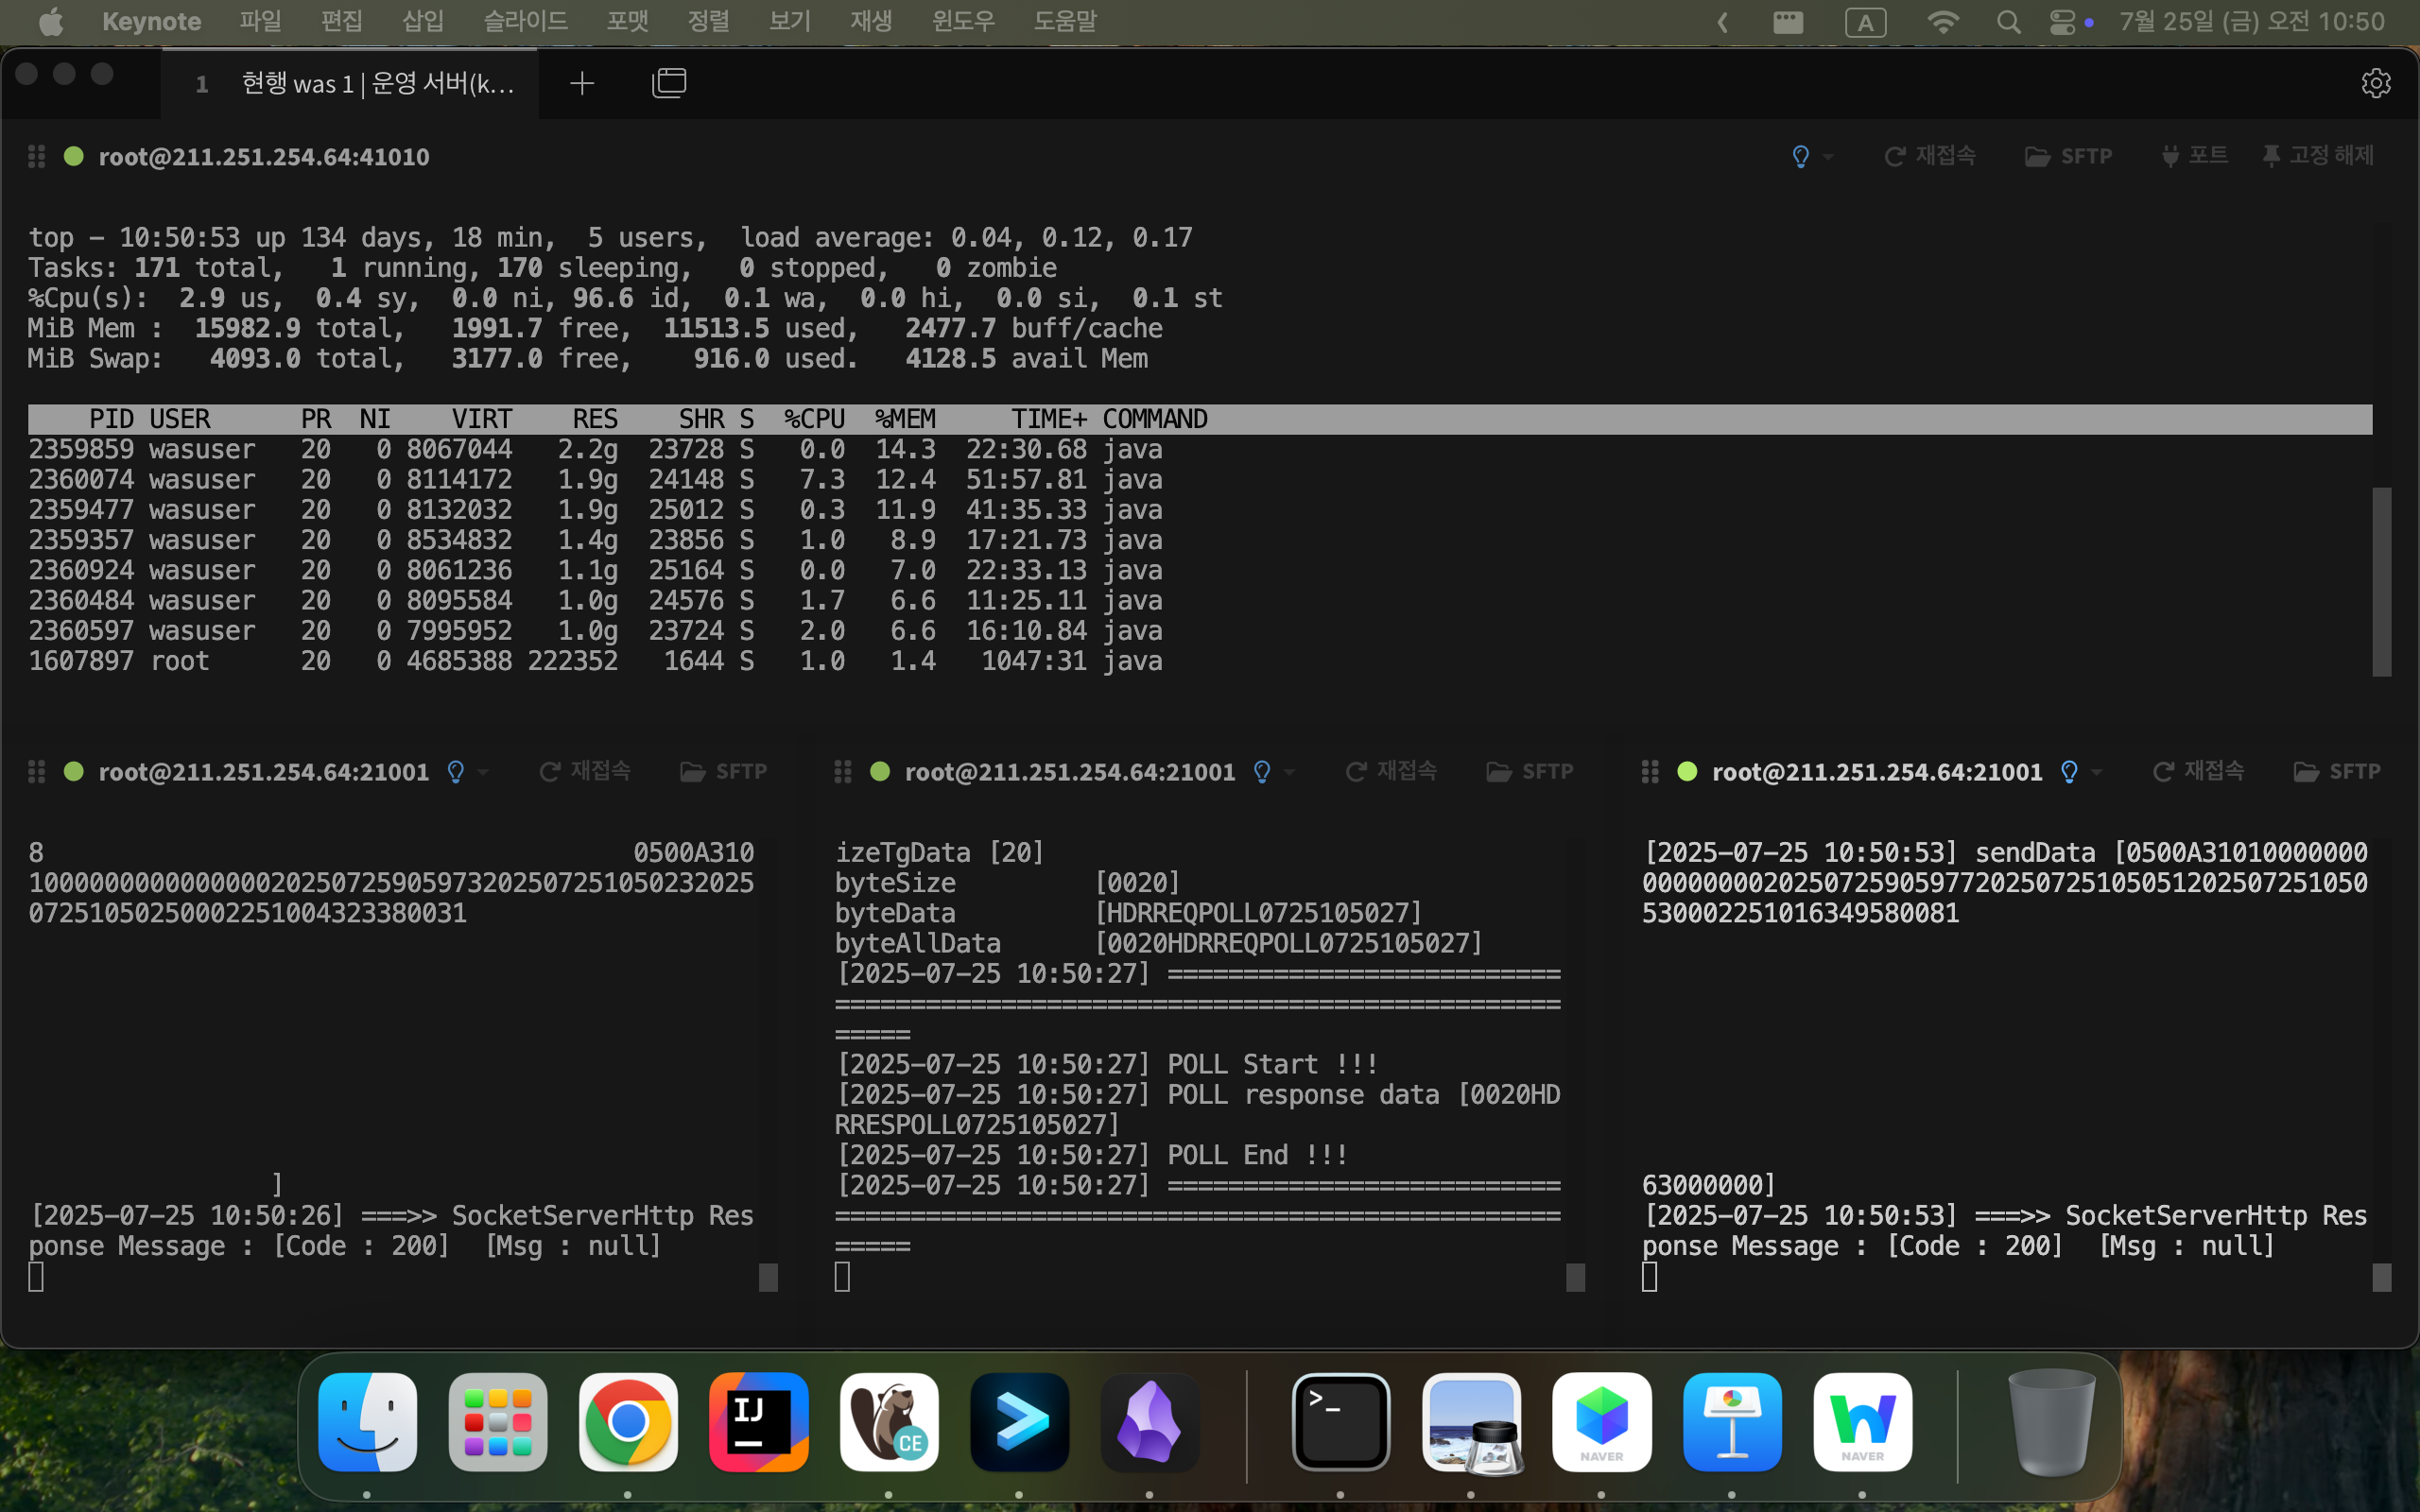 Keynote 파일 편집 삽입 슬라이드 포맷 정렬 보기 재생 윈도우 도움말 A 7월 25일 (금) 오전 10:50
1 현행 was 1 | 운영 서버(k...
root@211.251.254.64:41010 재접속 SFTP 포트 고정 해제
top - 10:50:53 up 134 days, 18 min,  5 users,  load average: 0.04, 0.12, 0.17
Tasks: 171 total,   1 running, 170 sleeping,   0 stopped,   0 zombie
%Cpu(s):  2.9 us,  0.4 sy,  0.0 ni, 96.6 id,  0.1 wa,  0.0 hi,  0.0 si,  0.1 st
MiB Mem :  15982.9 total,   1991.7 free,  11513.5 used,   2477.7 buff/cache
MiB Swap:   4093.0 total,   3177.0 free,    916.0 used.   4128.5 avail Mem
PID USER      PR  NI    VIRT    RES    SHR S  %CPU  %MEM     TIME+ COMMAND
2359859 wasuser   20   0 8067044   2.2g  23728 S   0.0  14.3  22:30.68 java
2360074 wasuser   20   0 8114172   1.9g  24148 S   7.3  12.4  51:57.81 java
2359477 wasuser   20   0 8132032   1.9g  25012 S   0.3  11.9  41:35.33 java
2359357 wasuser   20   0 8534832   1.4g  23856 S   1.0   8.9  17:21.73 java
2360924 wasuser   20   0 8061236   1.1g  25164 S   0.0   7.0  22:33.13 java
2360484 wasuser   20   0 8095584   1.0g  24576 S   1.7   6.6  11:25.11 java
2360597 wasuser   20   0 7995952   1.0g  23724 S   2.0   6.6  16:10.84 java
1607897 root      20   0 4685388 222352   1644 S   1.0   1.4   1047:31 java
root@211.251.254.64:21001 재접속 SFTP
8 0500A310
100000000000000020250725905973202507251050232025
07251050250002251004323380031
]
[2025-07-25 10:50:26] ===>> SocketServerHttp Res
ponse Message : [Code : 200]  [Msg : null]
root@211.251.254.64:21001 재접속 SFTP
izeTgData [20]
byteSize         [0020]
byteData         [HDRREQPOLL0725105027]
byteAllData      [0020HDRREQPOLL0725105027]
[2025-07-25 10:50:27] ==========================
================================================
=====
[2025-07-25 10:50:27] POLL Start !!!
[2025-07-25 10:50:27] POLL response data [0020HD
RRESPOLL0725105027]
[2025-07-25 10:50:27] POLL End !!!
[2025-07-25 10:50:27] ==========================
================================================
=====
root@211.251.254.64:21001 재접속 SFTP
[2025-07-25 10:50:53] sendData [0500A31010000000
000000002025072590597720250725105051202507251050
530002251016349580081
63000000]
[2025-07-25 10:50:53] ===>> SocketServerHttp Res
ponse Message : [Code : 200]  [Msg : null]
IJ
CE
>_
NAVER
NAVER